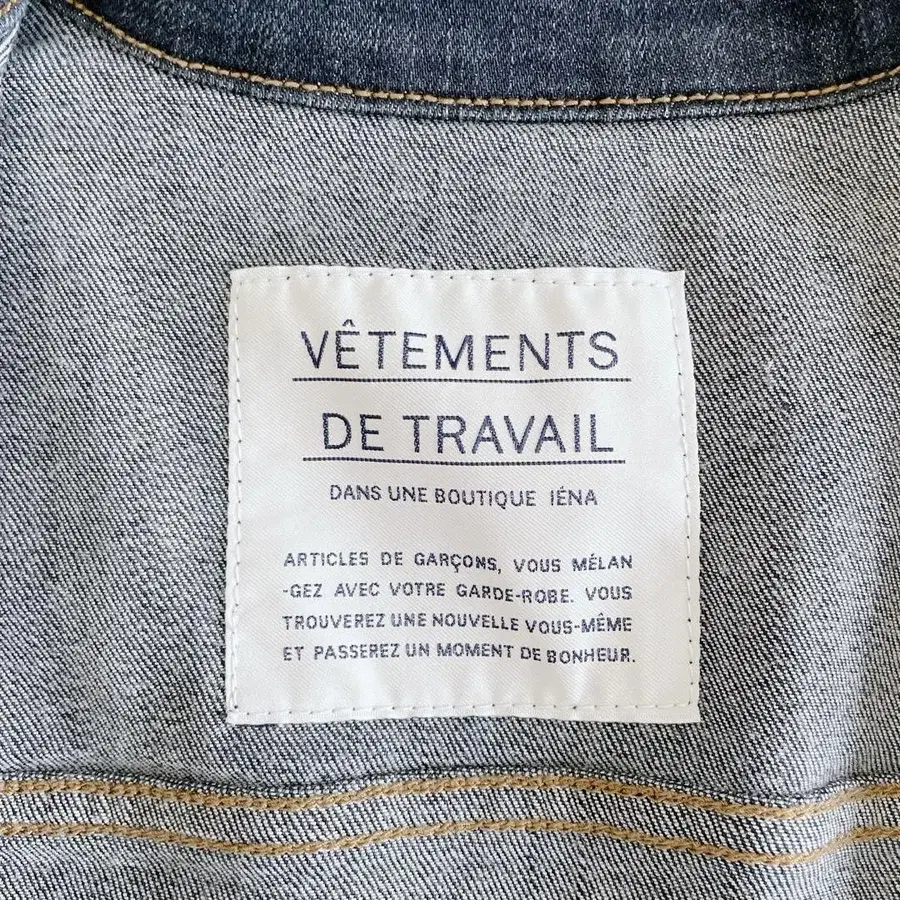 VÊTEMENTS
DE TRAVAIL
DANS UNE BOUTIQUE IÉNA
ARTICLES DE GARÇONS, VOUS MÉLAN
-GEZ AVEC VOTRE GARDE-ROBE. VOUS
TROUVEREZ UNE NOUVELLE VOUS-MÊME
ET PASSEREZ UN MOMENT DE BONHEUR.